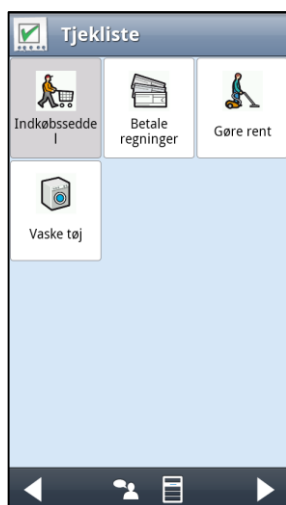 Tjekliste
Indkøbssedde
l
Betale
regninger
Gøre rent
Vaske tøj